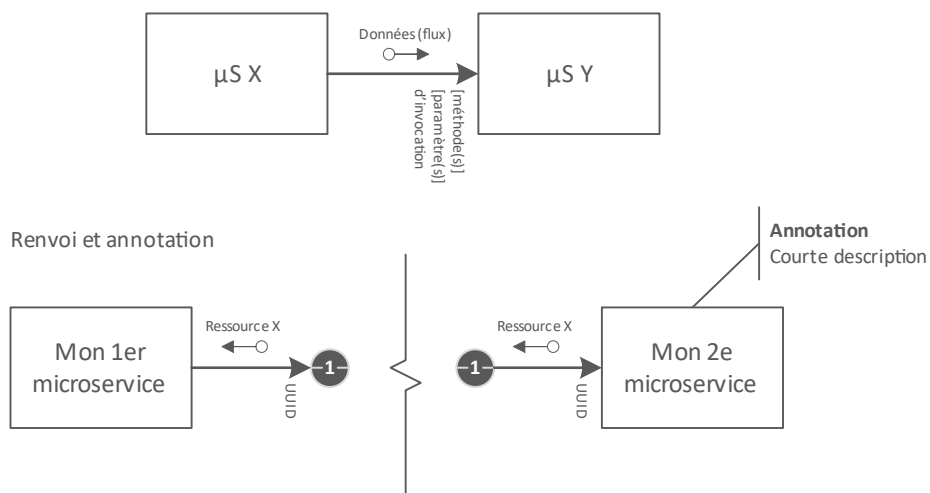 Données (flux)
µS X
µS Y
[méthode(s)]
[paramètre(s)]
d'invocation
Renvoi et annotation
Annotation
Courte description
Ressource X
Ressource X
Mon 1er
microservice
1
1
Mon 2e
microservice
UUID
UUID